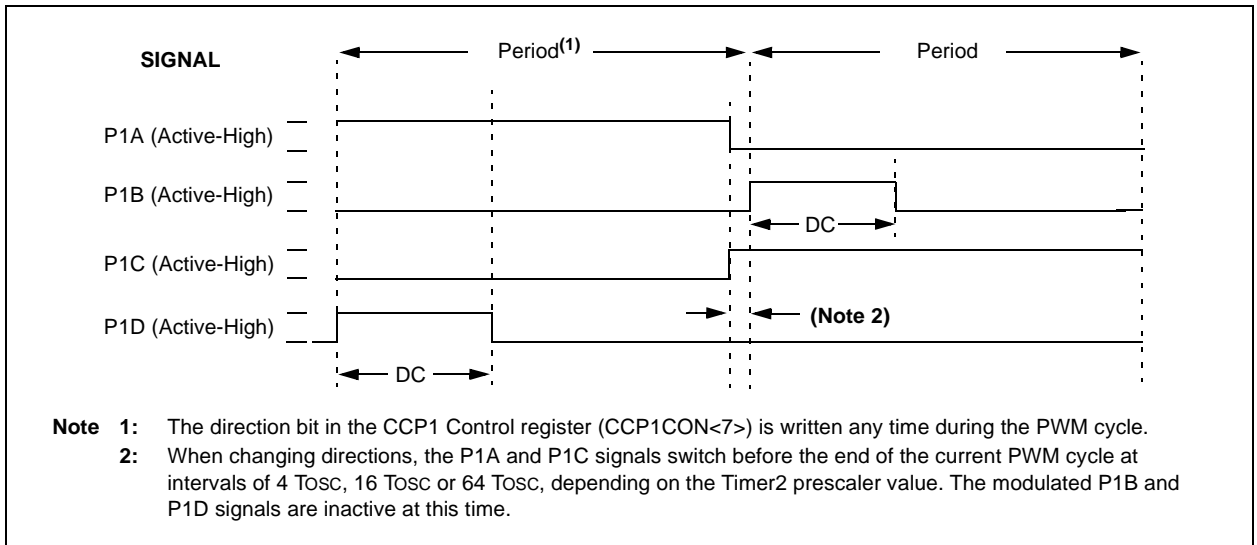 SIGNAL
Period(1)
Period
P1A (Active-High)
P1B (Active-High)
DC
P1C (Active-High)
P1D (Active-High)
(Note 2)
DC
Note 1: The direction bit in the CCP1 Control register (CCP1CON<7>) is written any time during the PWM cycle.
2: When changing directions, the P1A and P1C signals switch before the end of the current PWM cycle at
intervals of 4 TOSC, 16 TOSC or 64 TOSC, depending on the Timer2 prescaler value. The modulated P1B and
P1D signals are inactive at this time.